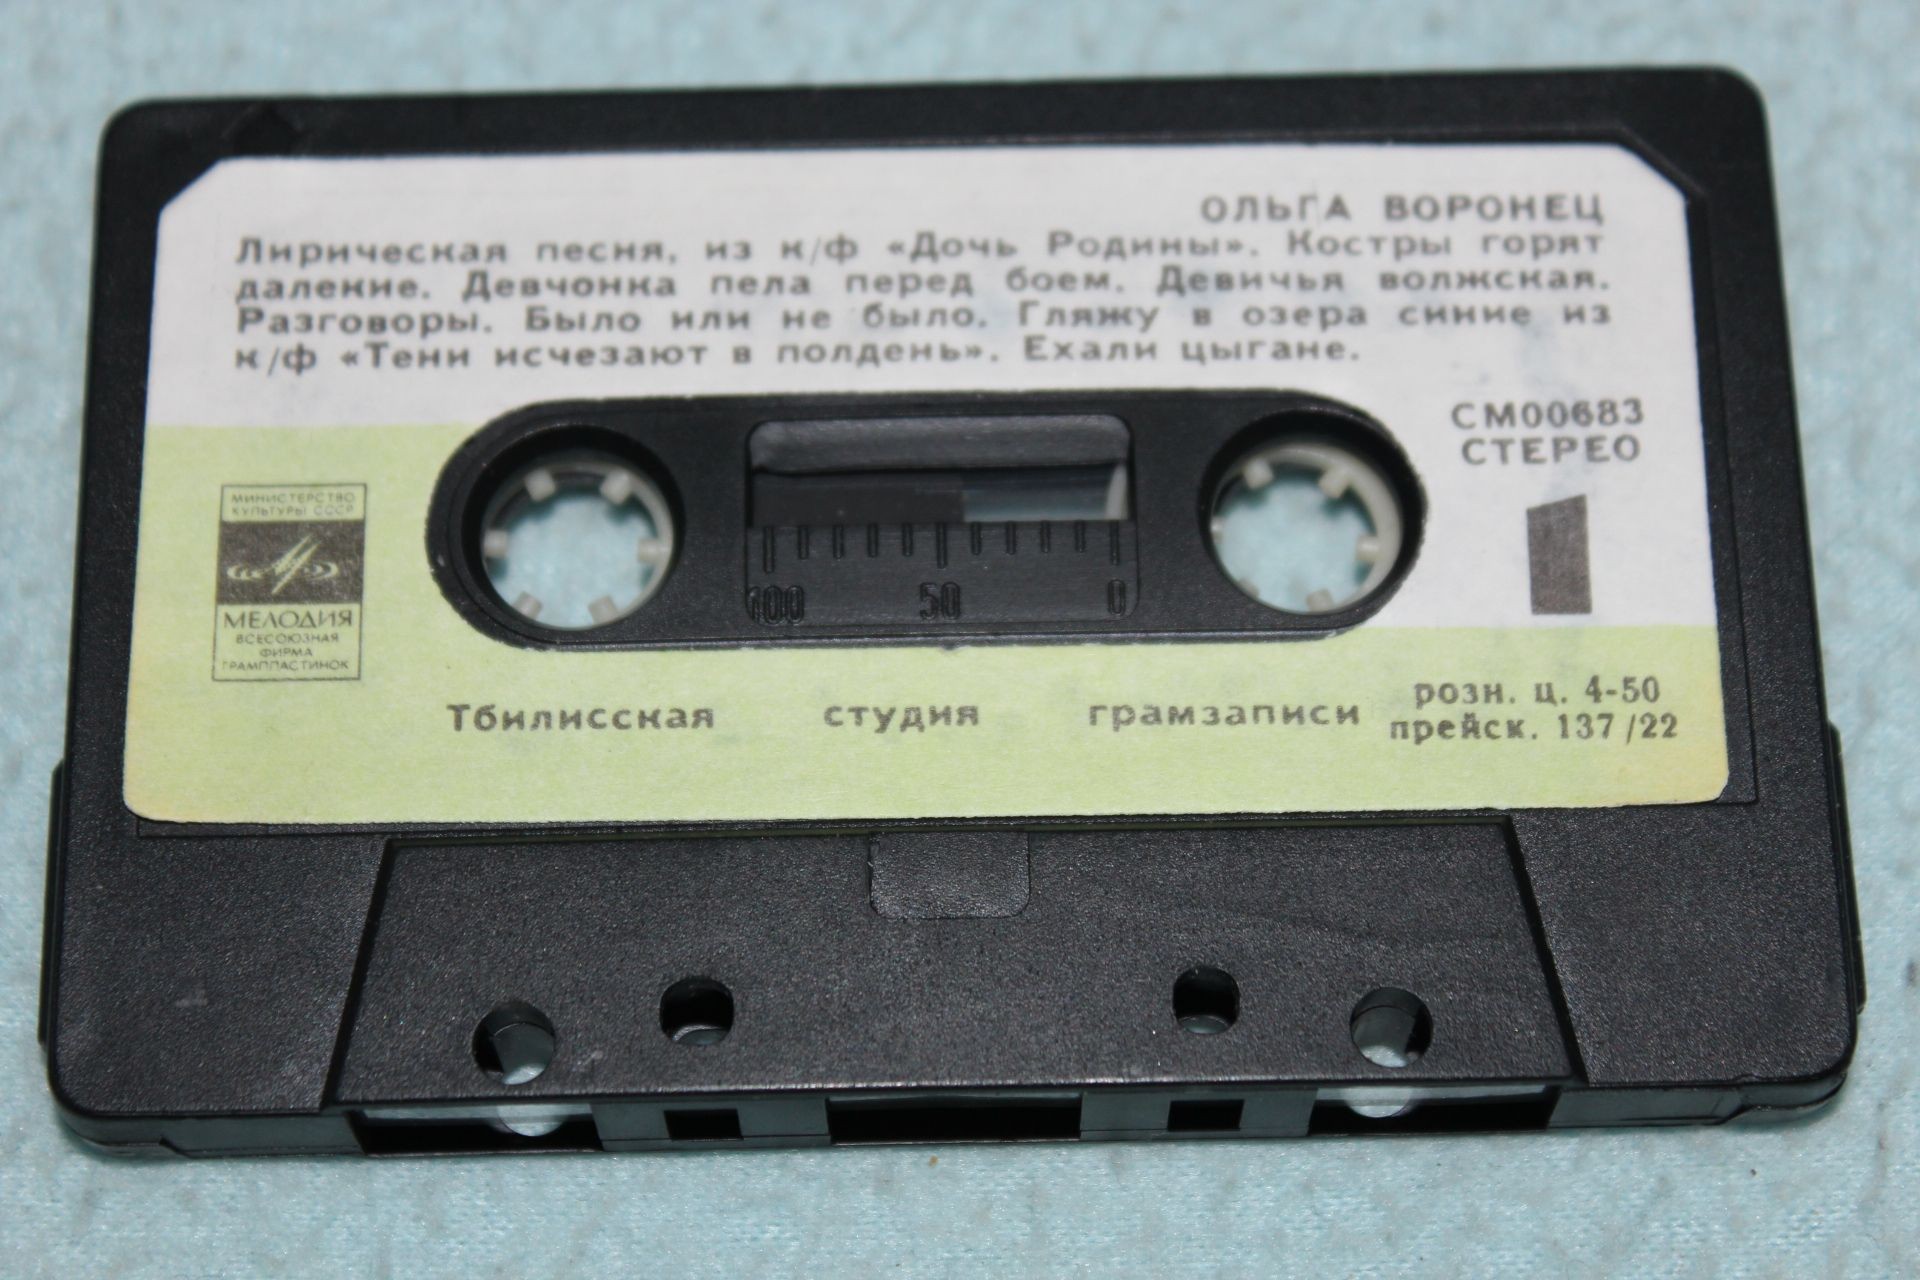 ОЛЬГА ВОРОНЕЦ
Лирическая песня, из к/ф «Дочь Родины». Костры горят
далекие. Девчонка пела перед боем. Девичья волжская.
Разговоры. Было или не было. Гляжу в озера синие из
к/ф «Тени исчезают в полдень». Ехали цыгане.
СМ00683
СТЕРЕО
1
МИНИСТЕРСТВО
КУЛЬТУРЫ СССР
МЕЛОДИЯ
ВСЕСОЮЗНАЯ
ФИРМА
ГРАМПЛАСТИНОК
100 50 0
Тбилисская студия грамзаписи
розн. ц. 4-50
прейск. 137/22